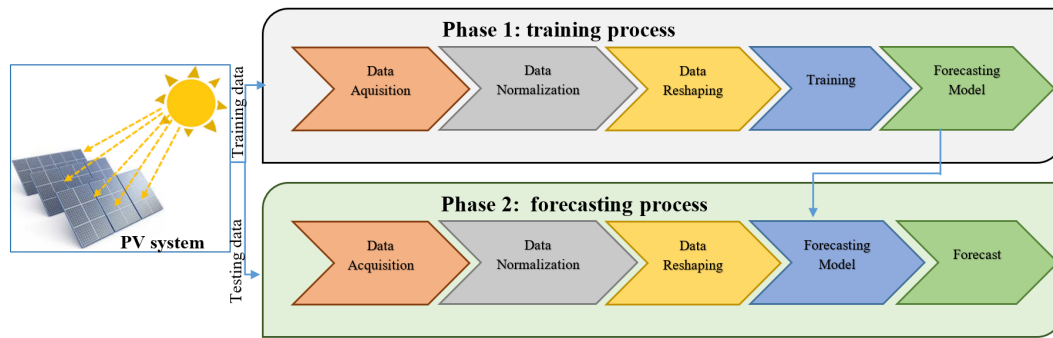 Phase 1: training process
Data
Aquisition
Data
Normalization
Data
Reshaping
Training
Forecasting
Model
Training data
PV system
Testing data
Phase 2: forecasting process
Data
Acquisition
Data
Normalization
Data
Reshaping
Forecasting
Model
Forecast